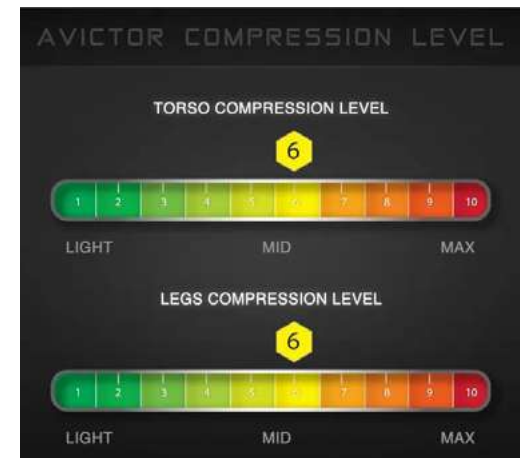 AVICTOR COMPRESSION LEVEL
TORSO COMPRESSION LEVEL
6
1 2 3 4 5 6 7 8 9 10
LIGHT MID MAX
LEGS COMPRESSION LEVEL
6
1 2 3 4 5 6 7 8 9 10
LIGHT MID MAX